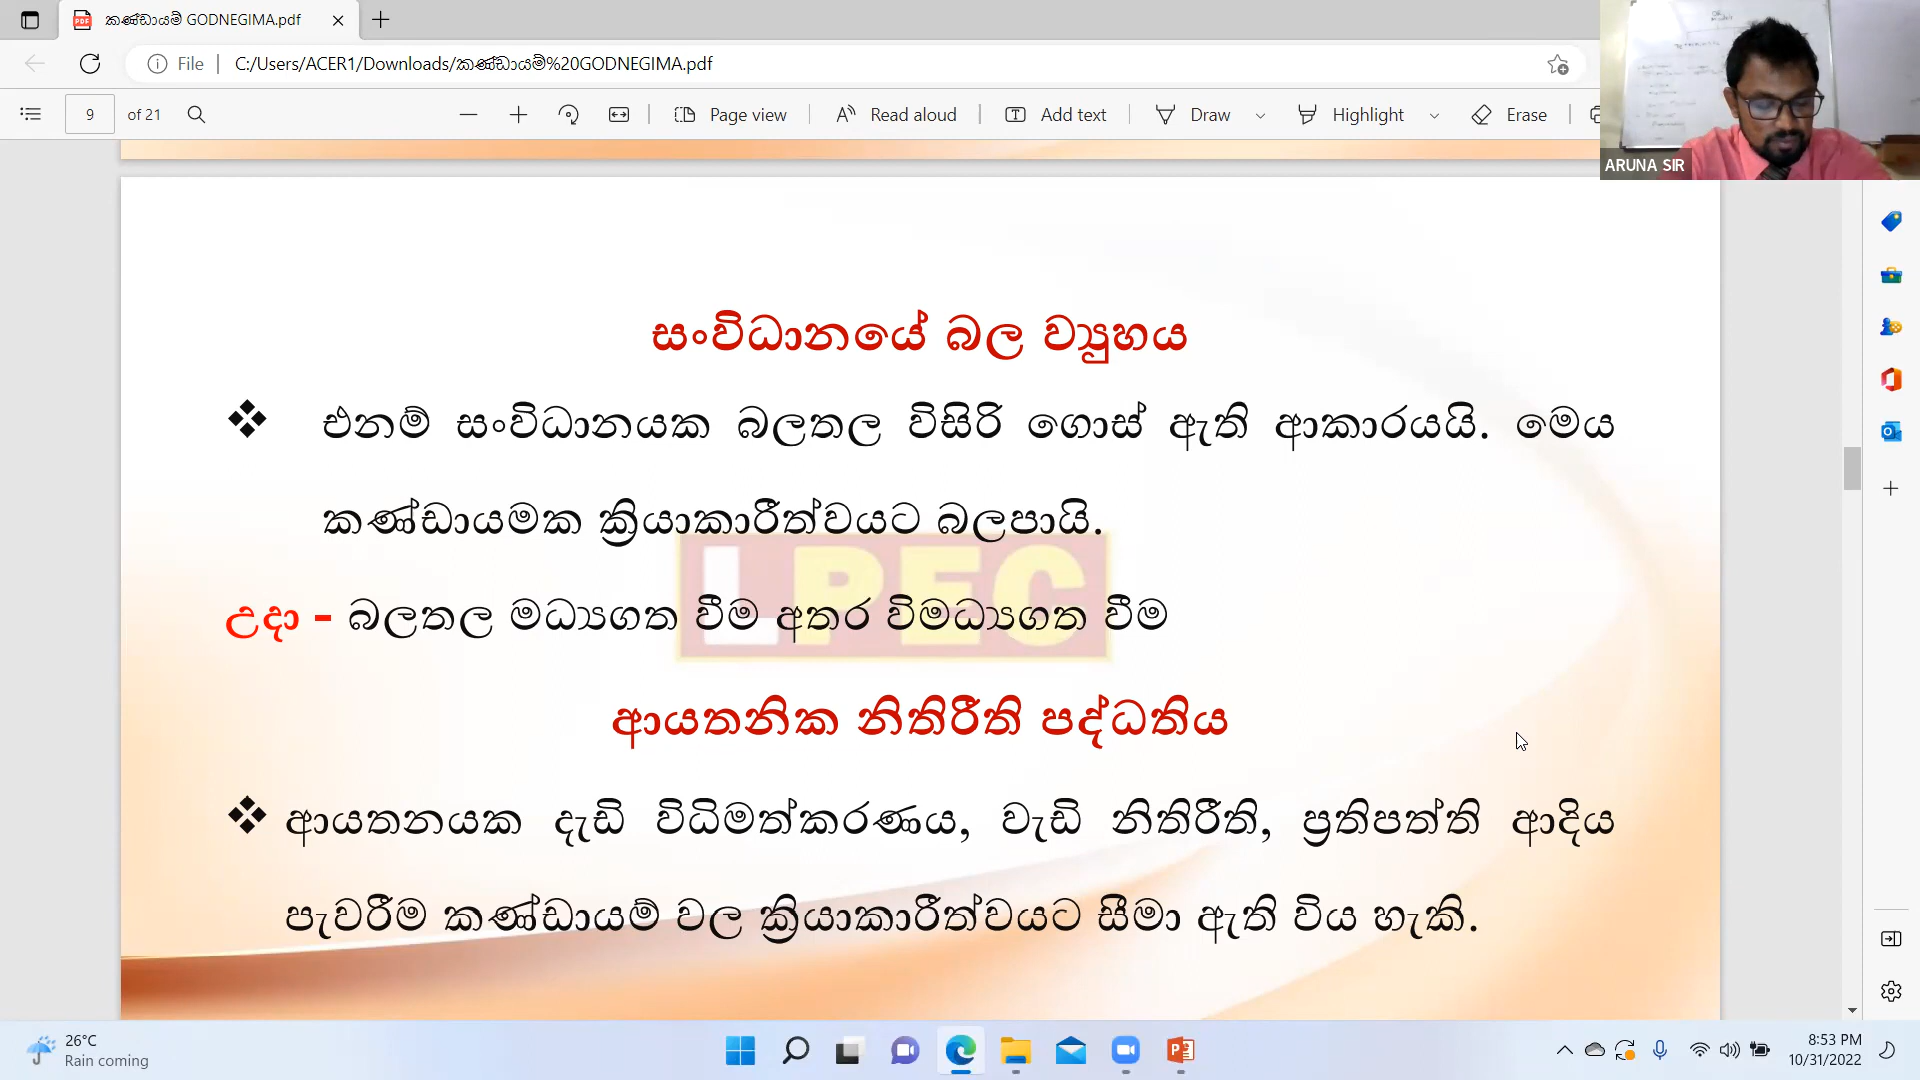 කණ්ඩායම් GODNEGIMA.pdf
File
C:/Users/ACER1/Downloads/කණ්ඩායම්%20GODNEGIMA.pdf
9 of 21
Page view
Read aloud
Add text
Draw
Highlight
Erase
ARUNA SIR
සංවිධානයේ බල ව්‍යුහය
එනම් සංවිධානයක බලතල විසිරි ගොස් ඇති ආකාරයයි. මෙය
කණ්ඩායමක ක්‍රියාකාරීත්වයට බලපායි.
උදා - බලතල මධ්‍යගත වීම අතර විමධ්‍යගත වීම
LPEC
ආයතනික නිතිරීති පද්ධතිය
ආයතනයක දැඩි විධිමත්කරණය, වැඩි නිතිරීති, ප්‍රතිපත්ති ආදිය
පැවරීම කණ්ඩායම් වල ක්‍රියාකාරීත්වයට සීමා ඇති විය හැකි.
26°C
Rain coming
8:53 PM
10/31/2022